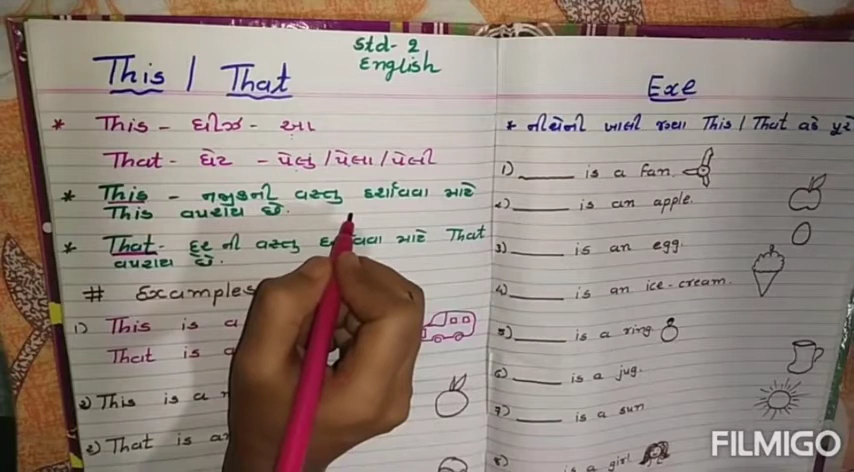 Std- 2
English
This / That
* This - ધીઝ - આ
That - ધેટ - પેલું / પેલા / પેલી
* This - નજીકની વસ્તુ દર્શાવવા માટે
This વપરાય છે.
* That - દુર ની વસ્તુ માટે That
વપરાય છે.
# Examples
1) This is a
That is a
2) This is a
2) That is a
Exe
* નીચેની ખાલી જગ્યા This / That વડે પુરો
1) ______ is a fan.
2) ______ is an apple.
3) ______ is an egg.
4) ______ is an ice-cream.
5) ______ is a ring
6) ______ is a jug.
7) ______ is a sun
8) is a girl
FILMIGO